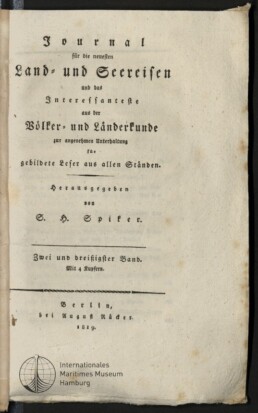 Journal
für die neuesten
Land- und Seereisen
und das
Interessanteste
aus der
Völker- und Länderkunde
zur angenehmen Unterhaltung
für
gebildete Leser aus allen Ständen.
Herausgegeben
von
S. H. Spiker.
Zwei und dreißigster Band.
Mit 4 Kupfern.
Berlin,
bei August Rücker.
1819.
Internationales
Maritimes Museum
Hamburg